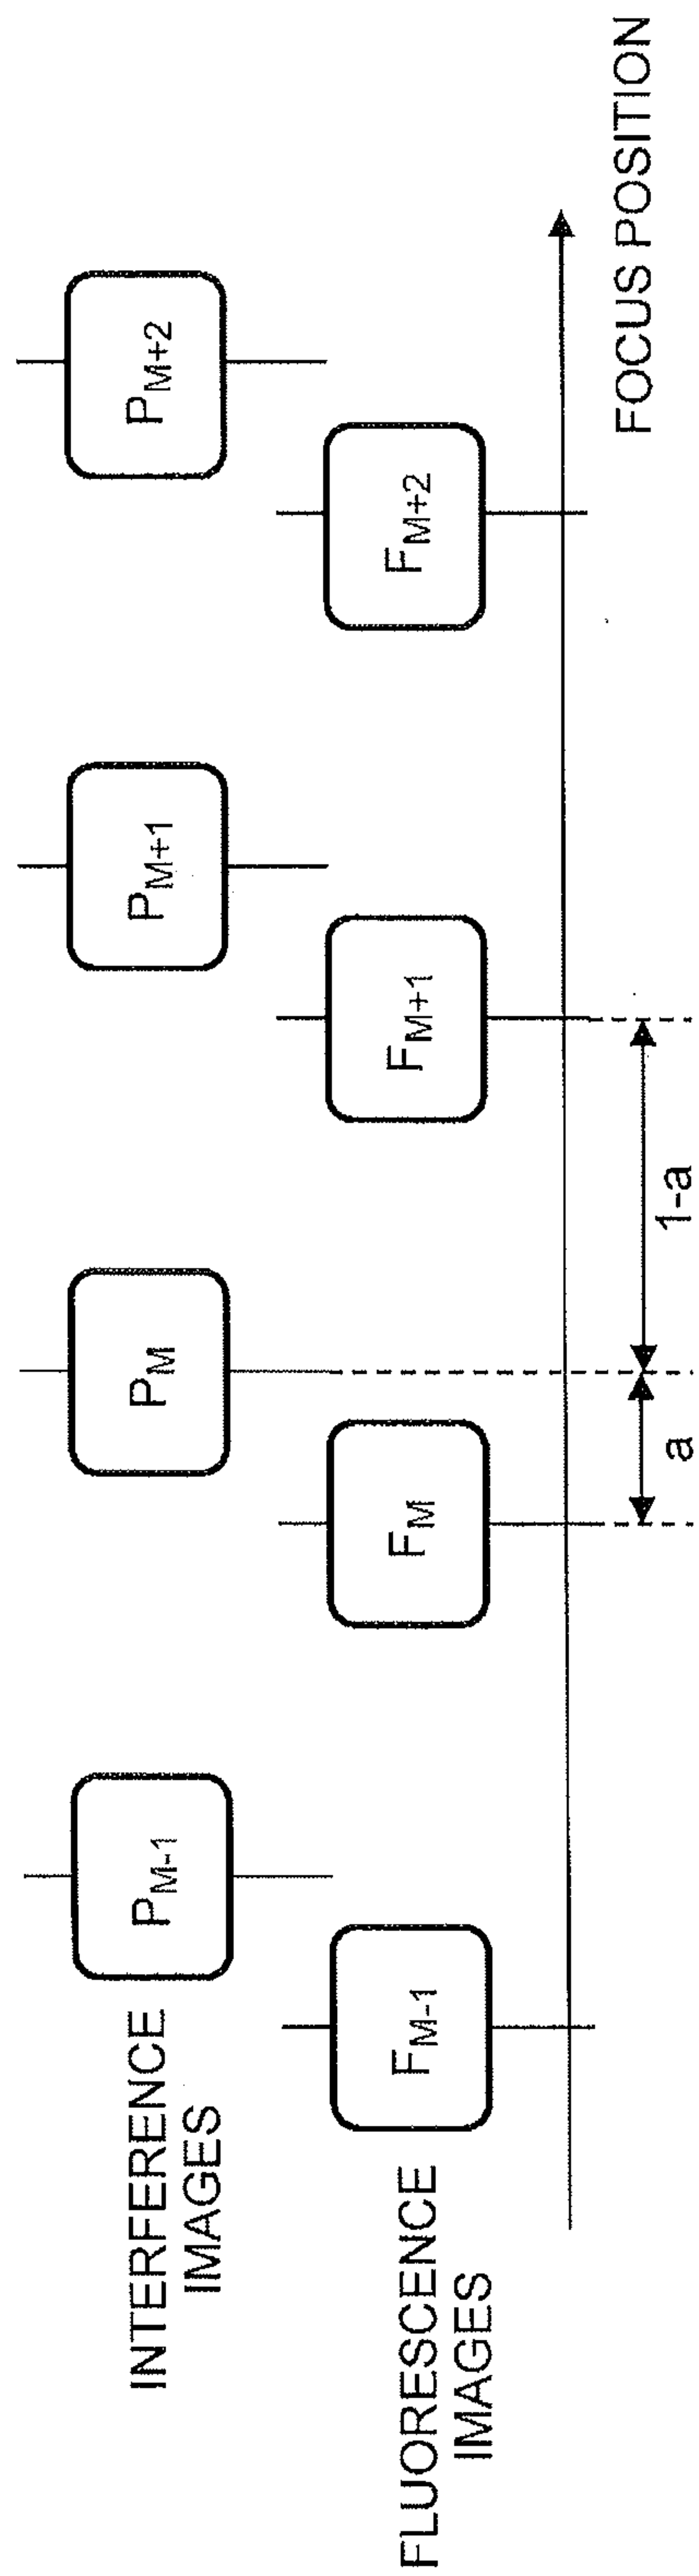 INTERFERENCE
IMAGES
P_{M-1}
P_M
P_{M+1}
P_{M+2}
FLUORESCENCE
IMAGES
F_{M-1}
F_M
F_{M+1}
F_{M+2}
FOCUS POSITION
a
1-a